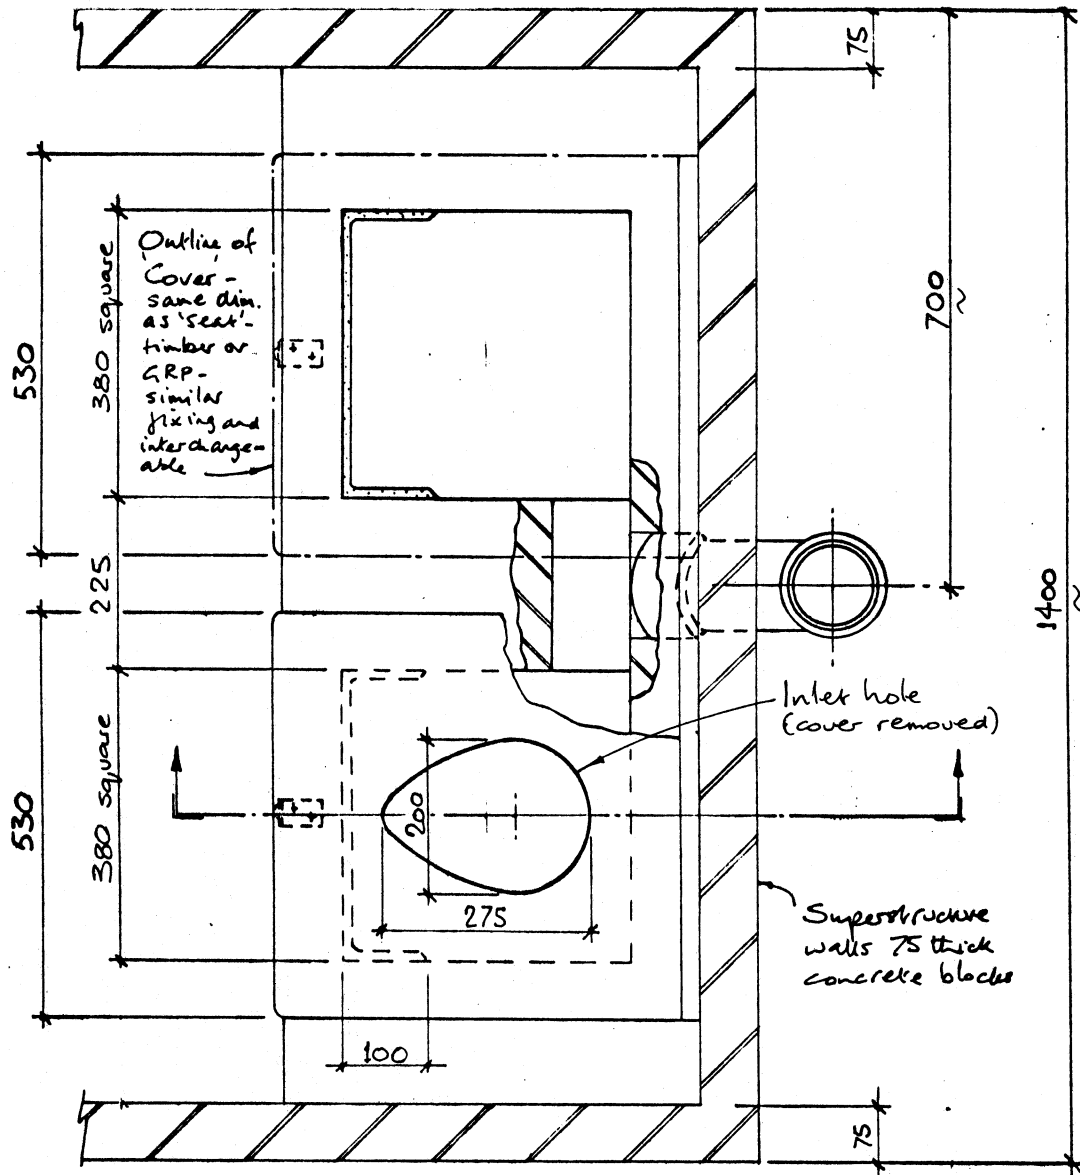 75
700
530
380 square
Outline of
Cover -
same dim.
as 'seat' -
timber or
GRP -
similar
fixing and
interchange-
able
225
1400
Inlet hole
(cover removed)
530
380 square
200
275
Superstructure
walls 75 thick
concrete blocks
100
75